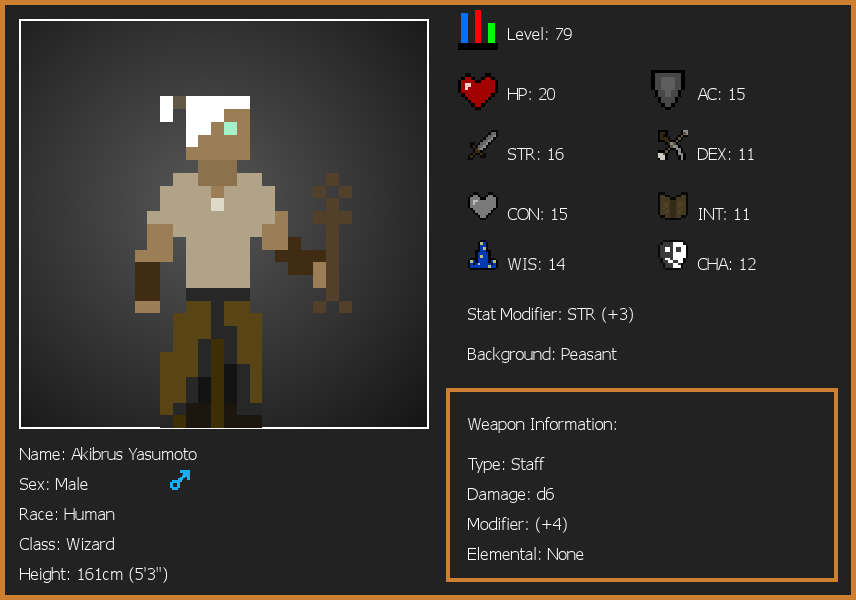 Level: 79
HP: 20
AC: 15
STR: 16
DEX: 11
CON: 15
INT: 11
WIS: 14
CHA: 12
Stat Modifier: STR (+3)
Background: Peasant
Weapon Information:
Type: Staff
Damage: d6
Modifier: (+4)
Elemental: None
Name: Akibrus Yasumoto
Sex: Male
Race: Human
Class: Wizard
Height: 161cm (5'3")